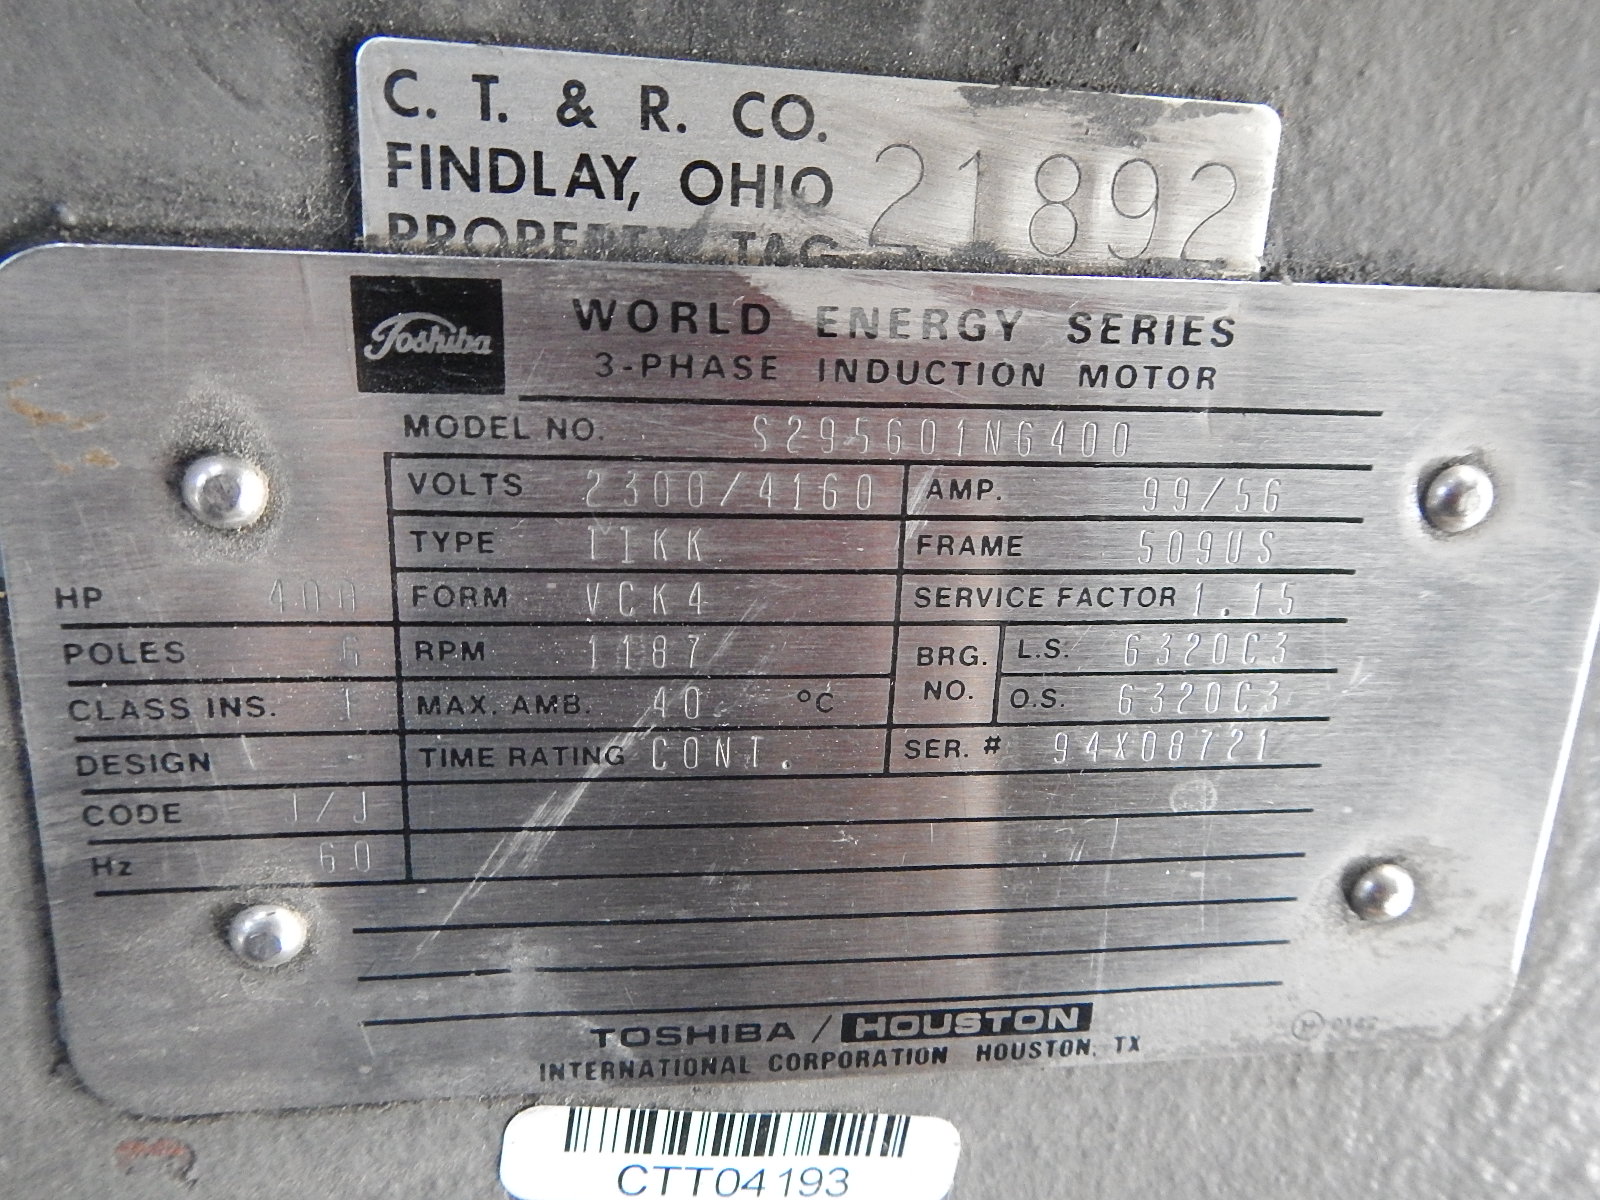 C. T. & R. CO.
FINDLAY, OHIO 21892
PROPERTY TAG
Toshiba
WORLD ENERGY SERIES
3-PHASE INDUCTION MOTOR
MODEL NO. S295601NG400
VOLTS 2300/4160 AMP. 99/56
TYPE TIKK FRAME 509US
HP 400 FORM VCK4 SERVICE FACTOR 1.15
POLES 6 RPM 1187 BRG. NO. L.S. 6320C3
CLASS INS. MAX. AMB. 40 °C O.S. 6320C3
DESIGN TIME RATING CONT. SER. # 94X08721
CODE
Hz 60
TOSHIBA / HOUSTON
INTERNATIONAL CORPORATION HOUSTON, TX
CTT04193